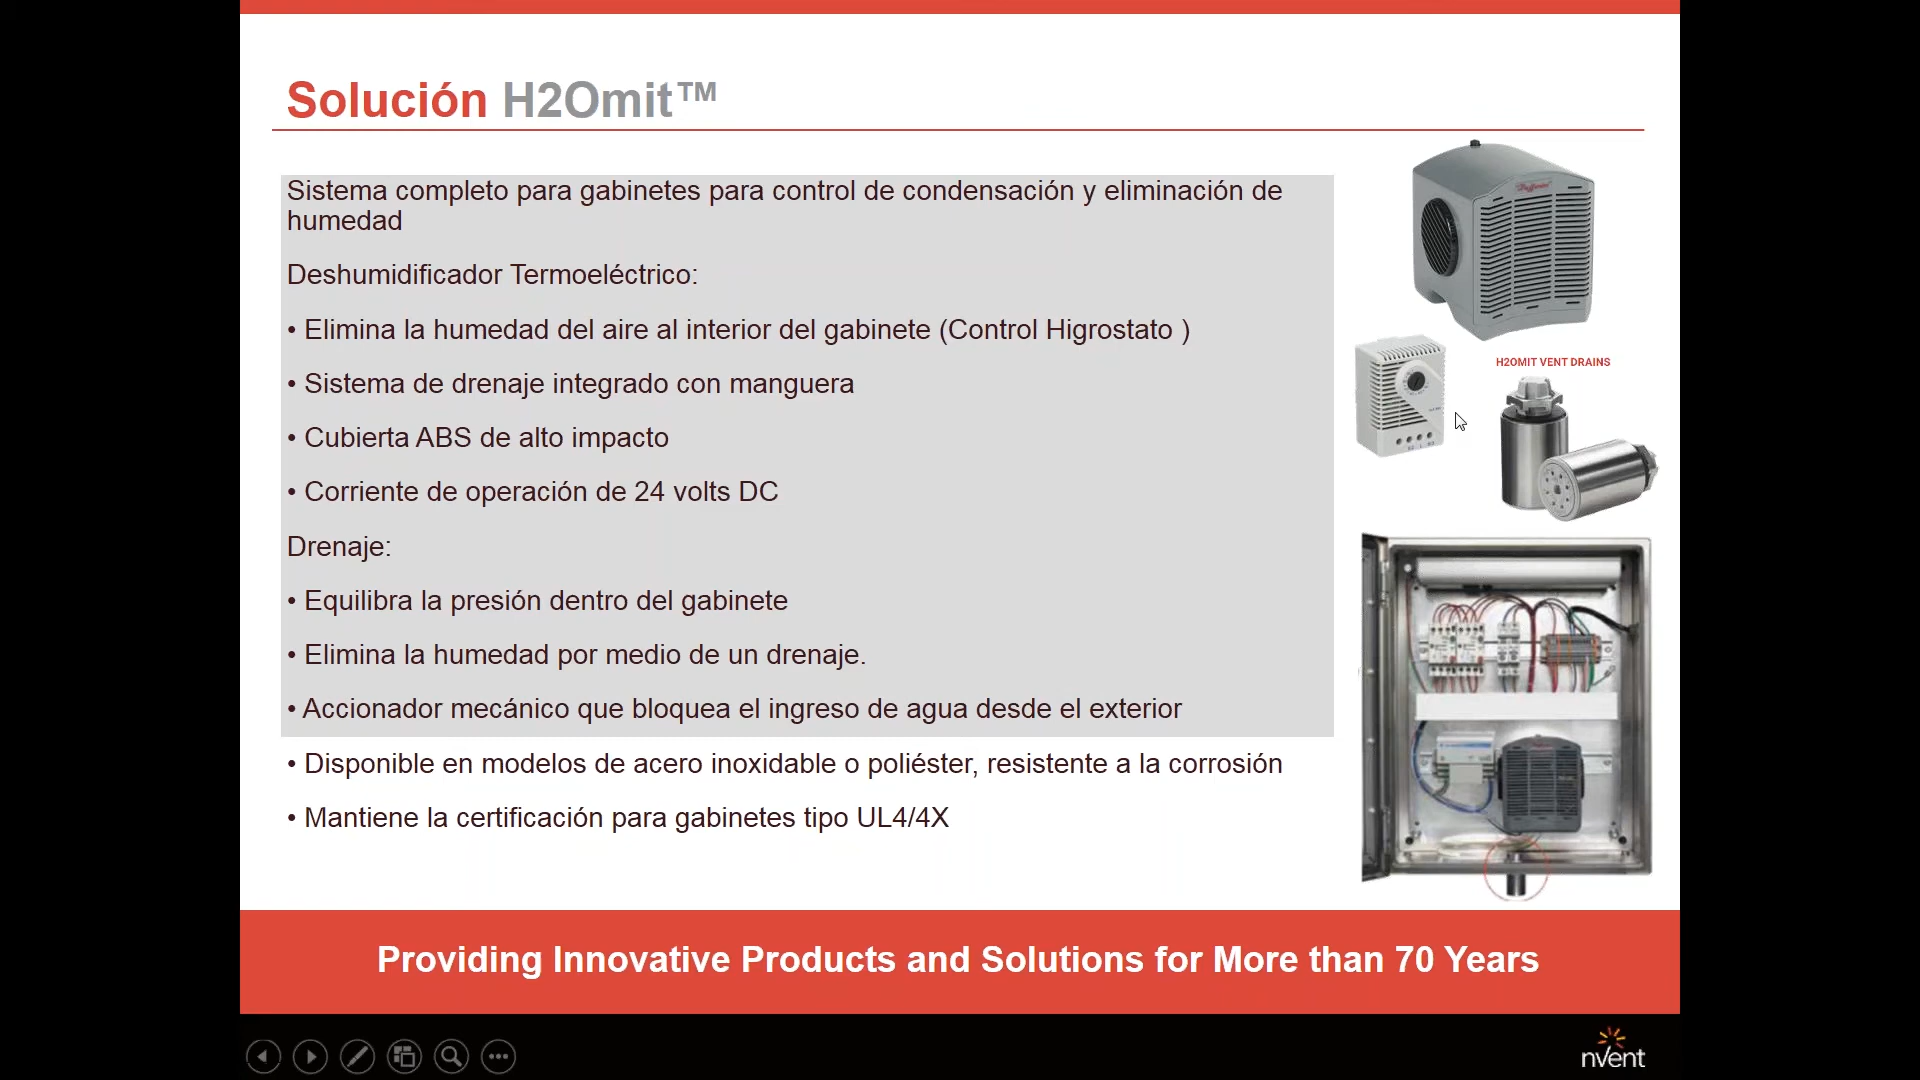 Solución H2Omit™
Sistema completo para gabinetes para control de condensación y eliminación de
humedad
Deshumidificador Termoeléctrico:
• Elimina la humedad del aire al interior del gabinete (Control Higrostato )
• Sistema de drenaje integrado con manguera
• Cubierta ABS de alto impacto
• Corriente de operación de 24 volts DC
Drenaje:
• Equilibra la presión dentro del gabinete
• Elimina la humedad por medio de un drenaje.
• Accionador mecánico que bloquea el ingreso de agua desde el exterior
• Disponible en modelos de acero inoxidable o poliéster, resistente a la corrosión
• Mantiene la certificación para gabinetes tipo UL4/4X
H2OMIT VENT DRAINS
Providing Innovative Products and Solutions for More than 70 Years
nVent